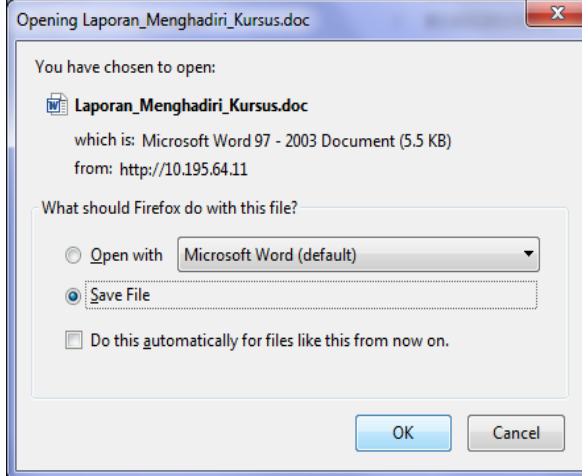 Opening Laporan_Menghadiri_Kursus.doc
You have chosen to open:
Laporan_Menghadiri_Kursus.doc
which is: Microsoft Word 97 - 2003 Document (5.5 KB)
from: http://10.195.64.11
What should Firefox do with this file?
Open with Microsoft Word (default)
Save File
Do this automatically for files like this from now on.
OK Cancel